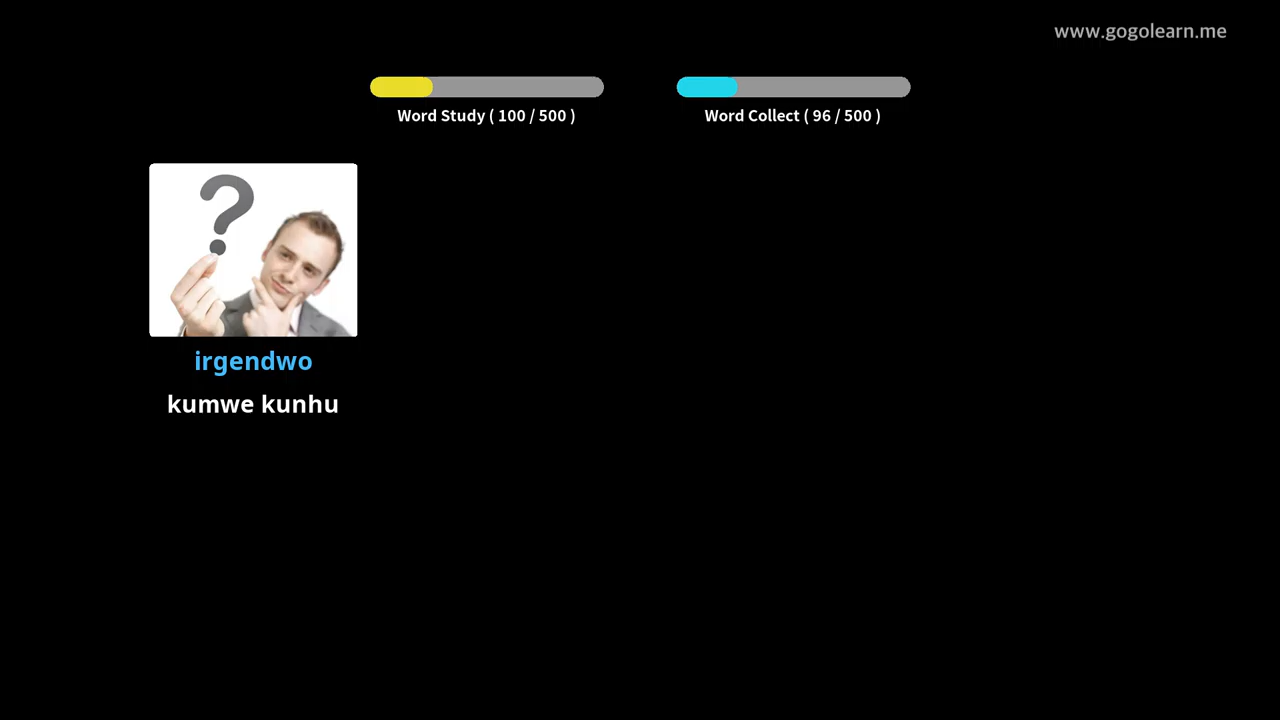 www.gogolearn.me
Word Study ( 100 / 500 )
Word Collect ( 96 / 500 )
?
irgendwo
kumwe kunhu